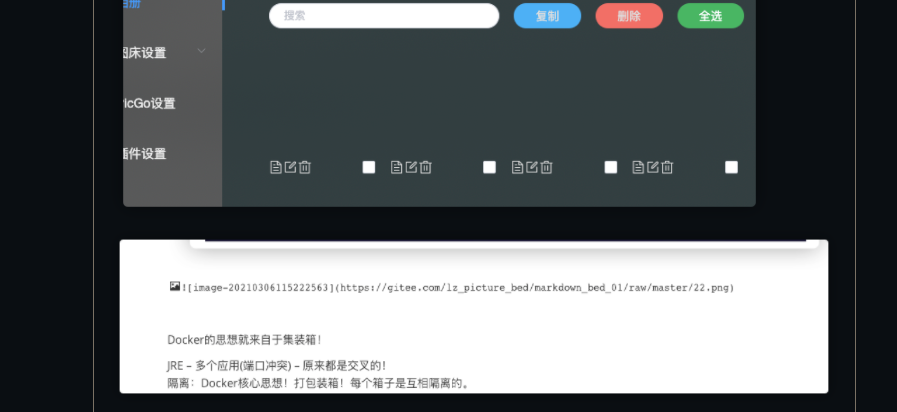 搜索
复制
删除
全选
图床设置
PicGo设置
插件设置
![image-20210306115222563](https://gitee.com/lz_picture_bed/markdown_bed_01/raw/master/22.png)
Docker的思想就来自于集装箱！
JRE – 多个应用(端口冲突) – 原来都是交叉的！
隔离：Docker核心思想！打包装箱！每个箱子是互相隔离的。